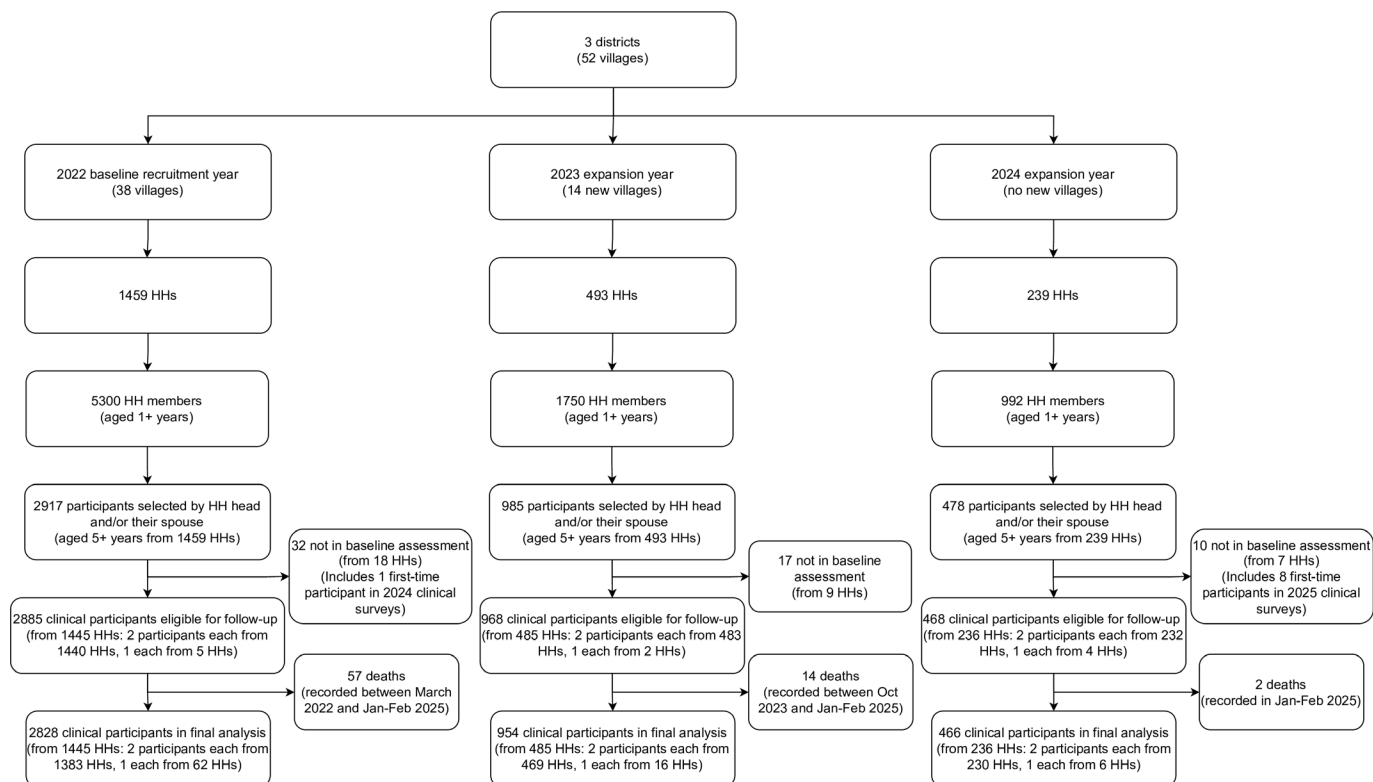 3 districts
(52 villages)
2022 baseline recruitment year
(38 villages)
2023 expansion year
(14 new villages)
2024 expansion year
(no new villages)
1459 HHs
493 HHs
239 HHs
5300 HH members
(aged 1+ years)
1750 HH members
(aged 1+ years)
992 HH members
(aged 1+ years)
2917 participants selected by HH head
and/or their spouse
(aged 5+ years from 1459 HHs)
985 participants selected by HH head
and/or their spouse
(aged 5+ years from 493 HHs)
478 participants selected by HH head
and/or their spouse
(aged 5+ years from 239 HHs)
32 not in baseline assessment
(from 18 HHs)
(Includes 1 first-time
participant in 2024 clinical
surveys)
17 not in baseline
assessment
(from 9 HHs)
10 not in baseline assessment
(from 7 HHs)
(Includes 8 first-time
participants in 2025 clinical
surveys)
2885 clinical participants eligible for follow-up
(from 1445 HHs: 2 participants each from
1440 HHs, 1 each from 5 HHs)
968 clinical participants eligible for follow-up
(from 485 HHs: 2 participants each from 483
HHs, 1 each from 2 HHs)
468 clinical participants eligible for follow-up
(from 236 HHs: 2 participants each from 232
HHs, 1 each from 4 HHs)
57 deaths
(recorded between March
2022 and Jan-Feb 2025)
14 deaths
(recorded between Oct
2023 and Jan-Feb 2025)
2 deaths
(recorded in Jan-Feb 2025)
2828 clinical participants in final analysis
(from 1445 HHs: 2 participants each from
1383 HHs, 1 each from 62 HHs)
954 clinical participants in final analysis
(from 485 HHs: 2 participants each from
469 HHs, 1 each from 16 HHs)
466 clinical participants in final analysis
(from 236 HHs: 2 participants each from
230 HHs, 1 each from 6 HHs)